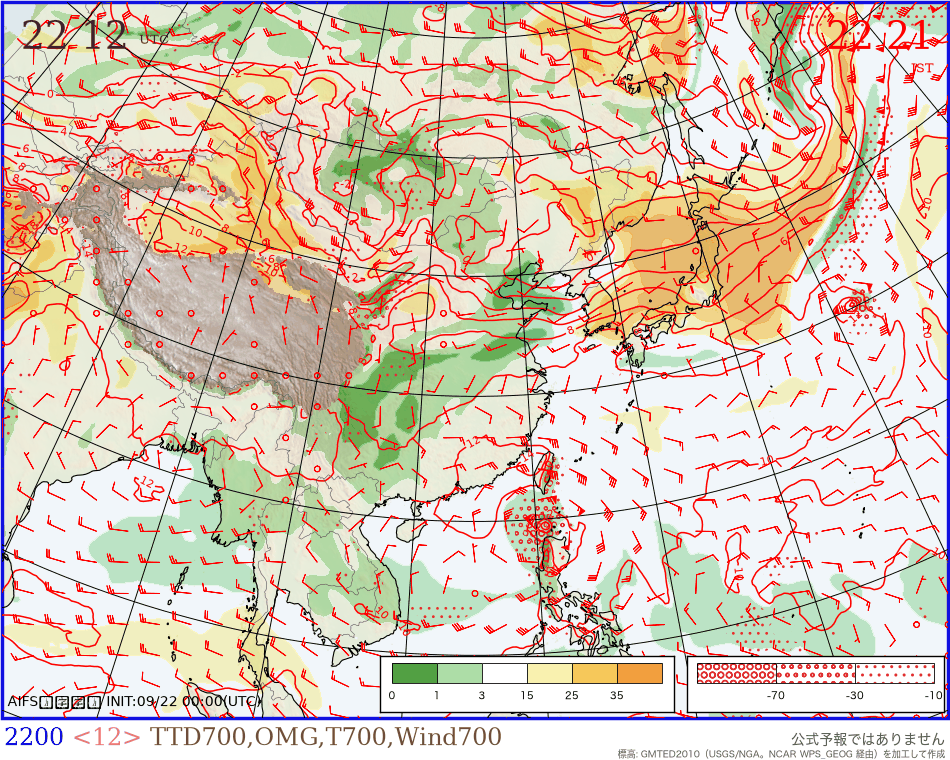 22 12 UTC
22 21
JST
AIFS INIT:09/22 00:00(UTC)
0 1 3 15 25 35
-70 -30 -10
2200 <12> TTD700,OMG,T700,Wind700
公式予報ではありません
標高: GMTED2010（USGS/NGA。NCAR WPS_GEOG 経由）を加工して作成